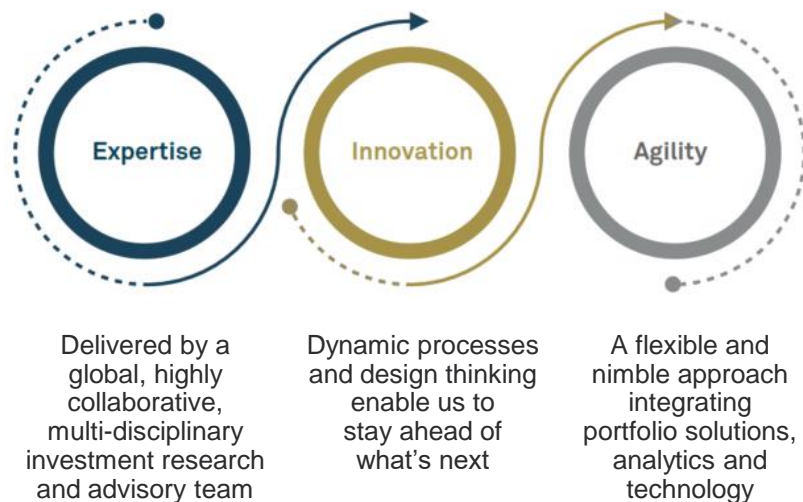 Expertise
Innovation
Agility
Delivered by a
global, highly
collaborative,
multi-disciplinary
investment research
and advisory team
Dynamic processes
and design thinking
enable us to
stay ahead of
what's next
A flexible and
nimble approach
integrating
portfolio solutions,
analytics and
technology